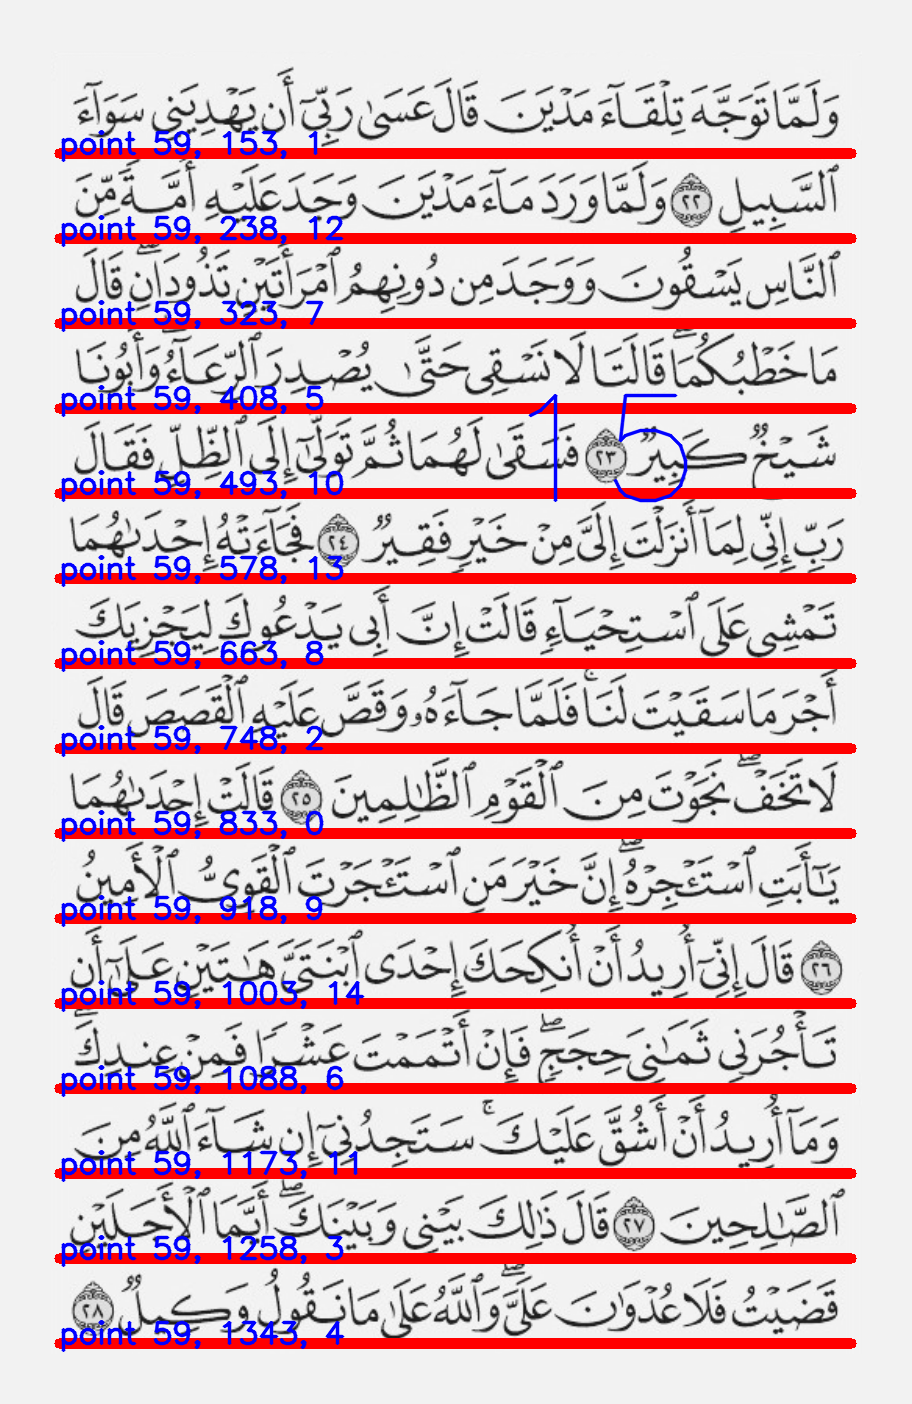 وَلَمَّا تَوَجَّهَ تِلْقَآءَ مَدْيَنَ قَالَ عَسَىٰ رَبِّىٓ أَن يَهْدِيَنِى سَوَآءَ
point 59, 153, 1
ٱلسَّبِيلِ ٢٢ وَلَمَّا وَرَدَ مَآءَ مَدْيَنَ وَجَدَ عَلَيْهِ أُمَّةً مِّنَ
point 59, 238, 12
ٱلنَّاسِ يَسْقُونَ وَوَجَدَ مِن دُونِهِمُ ٱمْرَأَتَيْنِ تَذُودَانِ ۖ قَالَ
point 59, 323, 7
مَا خَطْبُكُمَا ۖ قَالَتَا لَا نَسْقِى حَتَّىٰ يُصْدِرَ ٱلرِّعَآءُ ۖ وَأَبُونَا
point 59, 408, 5
شَيْخٌ كَبِيرٌ ٢٣ فَسَقَىٰ لَهُمَا ثُمَّ تَوَلَّىٰٓ إِلَى ٱلظِّلِّ فَقَالَ
15
point 59, 493, 10
رَبِّ إِنِّى لِمَآ أَنزَلْتَ إِلَىَّ مِنْ خَيْرٍ فَقِيرٌ ٢٤ فَجَآءَتْهُ إِحْدَىٰهُمَا
point 59, 578, 13
تَمْشِى عَلَى ٱسْتِحْيَآءٍ قَالَتْ إِنَّ أَبِى يَدْعُوكَ لِيَجْزِيَكَ
point 59, 663, 8
أَجْرَ مَا سَقَيْتَ لَنَا ۚ فَلَمَّا جَآءَهُۥ وَقَصَّ عَلَيْهِ ٱلْقَصَصَ قَالَ
point 59, 748, 2
لَا تَخَفْ ۖ نَجَوْتَ مِنَ ٱلْقَوْمِ ٱلظَّٰلِمِينَ ٢٥ قَالَتْ إِحْدَىٰهُمَا
point 59, 833, 0
يَٰٓأَبَتِ ٱسْتَـْٔجِرْهُ ۖ إِنَّ خَيْرَ مَنِ ٱسْتَـْٔجَرْتَ ٱلْقَوِىُّ ٱلْأَمِينُ
point 59, 918, 9
٢٦ قَالَ إِنِّىٓ أُرِيدُ أَنْ أُنكِحَكَ إِحْدَى ٱبْنَتَىَّ هَٰتَيْنِ عَلَىٰٓ أَن
point 59, 1003, 14
تَأْجُرَنِى ثَمَٰنِىَ حِجَجٍ ۖ فَإِنْ أَتْمَمْتَ عَشْرًا فَمِنْ عِندِكَ ۖ
point 59, 1088, 6
وَمَآ أُرِيدُ أَنْ أَشُقَّ عَلَيْكَ ۚ سَتَجِدُنِىٓ إِن شَآءَ ٱللَّهُ مِنَ
point 59, 1173, 11
ٱلصَّٰلِحِينَ ٢٧ قَالَ ذَٰلِكَ بَيْنِى وَبَيْنَكَ ۖ أَيَّمَا ٱلْأَجَلَيْنِ
point 59, 1258, 3
قَضَيْتُ فَلَا عُدْوَٰنَ عَلَىَّ ۖ وَٱللَّهُ عَلَىٰ مَا نَقُولُ وَكِيلٌ ٢٨
point 59, 1343, 4